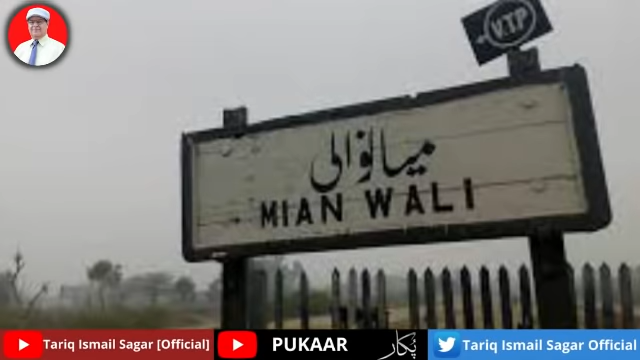 VTP
میانوالی
MIAN WALI
Tariq Ismail Sagar [Official]
PUKAAR
پکار
Tariq Ismail Sagar Official